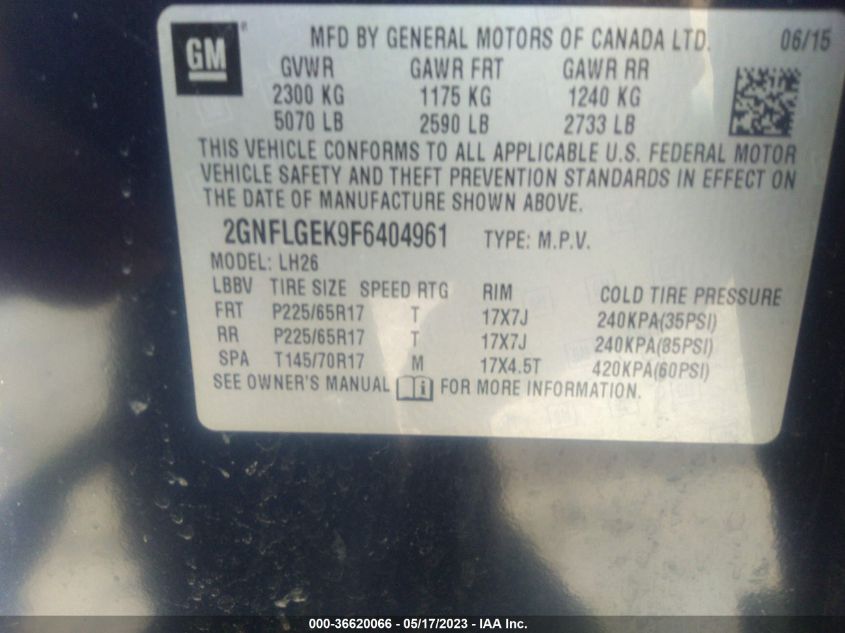 GM ® MFD BY GENERAL MOTORS OF CANADA LTD. 06/15
GVWR GAWR FRT GAWR RR
2300 KG 1175 KG 1240 KG
5070 LB 2590 LB 2733 LB
THIS VEHICLE CONFORMS TO ALL APPLICABLE U.S. FEDERAL MOTOR
VEHICLE SAFETY AND THEFT PREVENTION STANDARDS IN EFFECT ON
THE DATE OF MANUFACTURE SHOWN ABOVE.
2GNFLGEK9F6404961 TYPE: M.P.V.
MODEL: LH26
LBBV TIRE SIZE SPEED RTG RIM COLD TIRE PRESSURE
FRT P225/65R17 T 17X7J 240KPA(35PSI)
RR P225/65R17 T 17X7J 240KPA(85PSI)
SPA T145/70R17 M 17X4.5T 420KPA(60PSI)
SEE OWNER'S MANUAL FOR MORE INFORMATION.
000-36620066 - 05/17/2023 - IAA Inc.